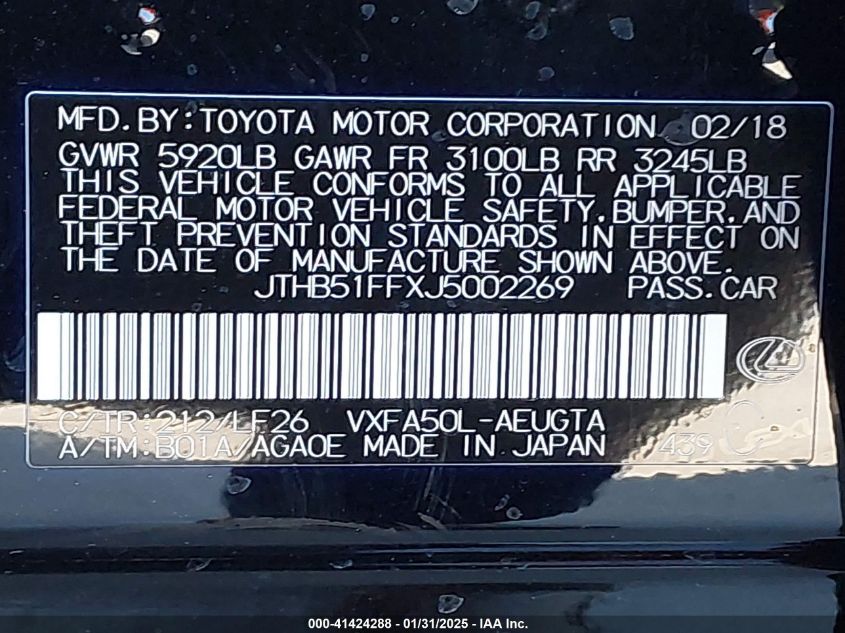 MFD.BY:TOYOTA MOTOR CORPORATION 02/18
GVWR 5920LB GAWR FR 3100LB RR 3245LB
THIS VEHICLE CONFORMS TO ALL APPLICABLE
FEDERAL MOTOR VEHICLE SAFETY,BUMPER,AND
THEFT PREVENTION STANDARDS IN EFFECT ON
THE DATE OF MANUFACTURE SHOWN ABOVE.
JTHB51FFXJ5002269 PASS.CAR
C/TR:212/LF26 VXFA50L-AEUGTA
A/TM:B01A/AGA0E MADE IN JAPAN 439 C
000-41424288 - 01/31/2025 - VXAA Inc.